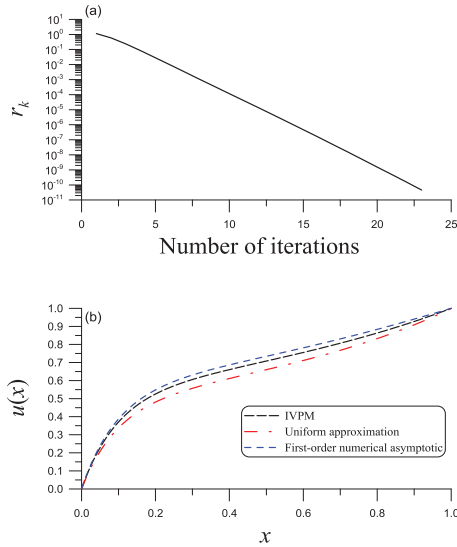 (a)
10^1
10^0
10^-1
10^-2
10^-3
10^-4
10^-5
10^-6
10^-7
10^-8
10^-9
10^-10
10^-11
r_k
0 5 10 15 20 25
Number of iterations
(b)
1.0
0.9
0.8
0.7
0.6
0.5
0.4
0.3
0.2
0.1
0.0
u(x)
IVPM
Uniform approximation
First-order numerical asymptotic
0.0 0.2 0.4 0.6 0.8 1.0
x